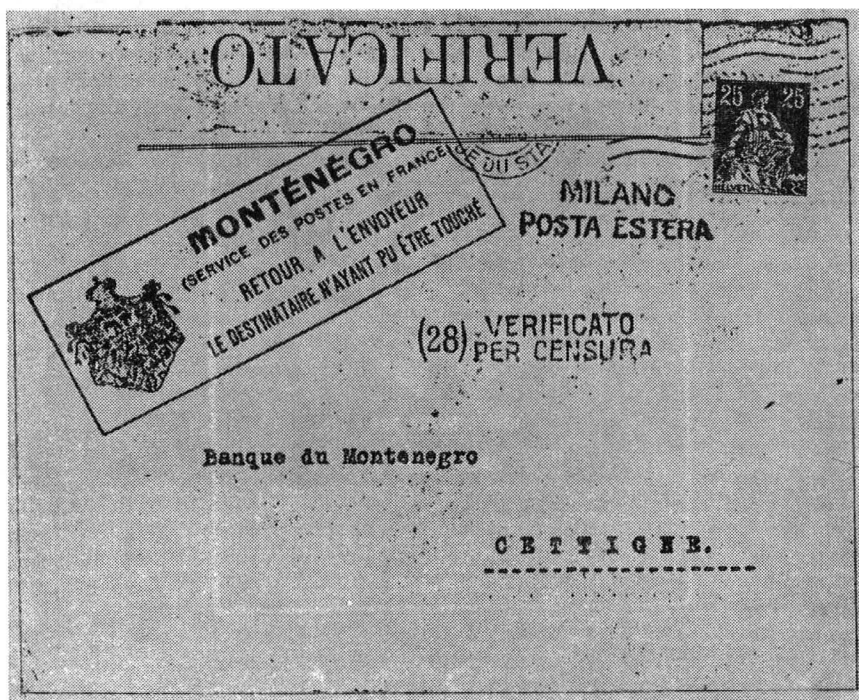 VERIFICATO
25 25
HELVETIA
MONTÉNÉGRO
(SERVICE DES POSTES EN FRANCE)
RETOUR A L'ENVOYEUR
LE DESTINATAIRE N'AYANT PU ÊTRE TOUCHÉ
DU
MILANO
POSTA ESTERA
(28) VERIFICATO
PER CENSURA
Banque du Montenegro
CETTIGNE.